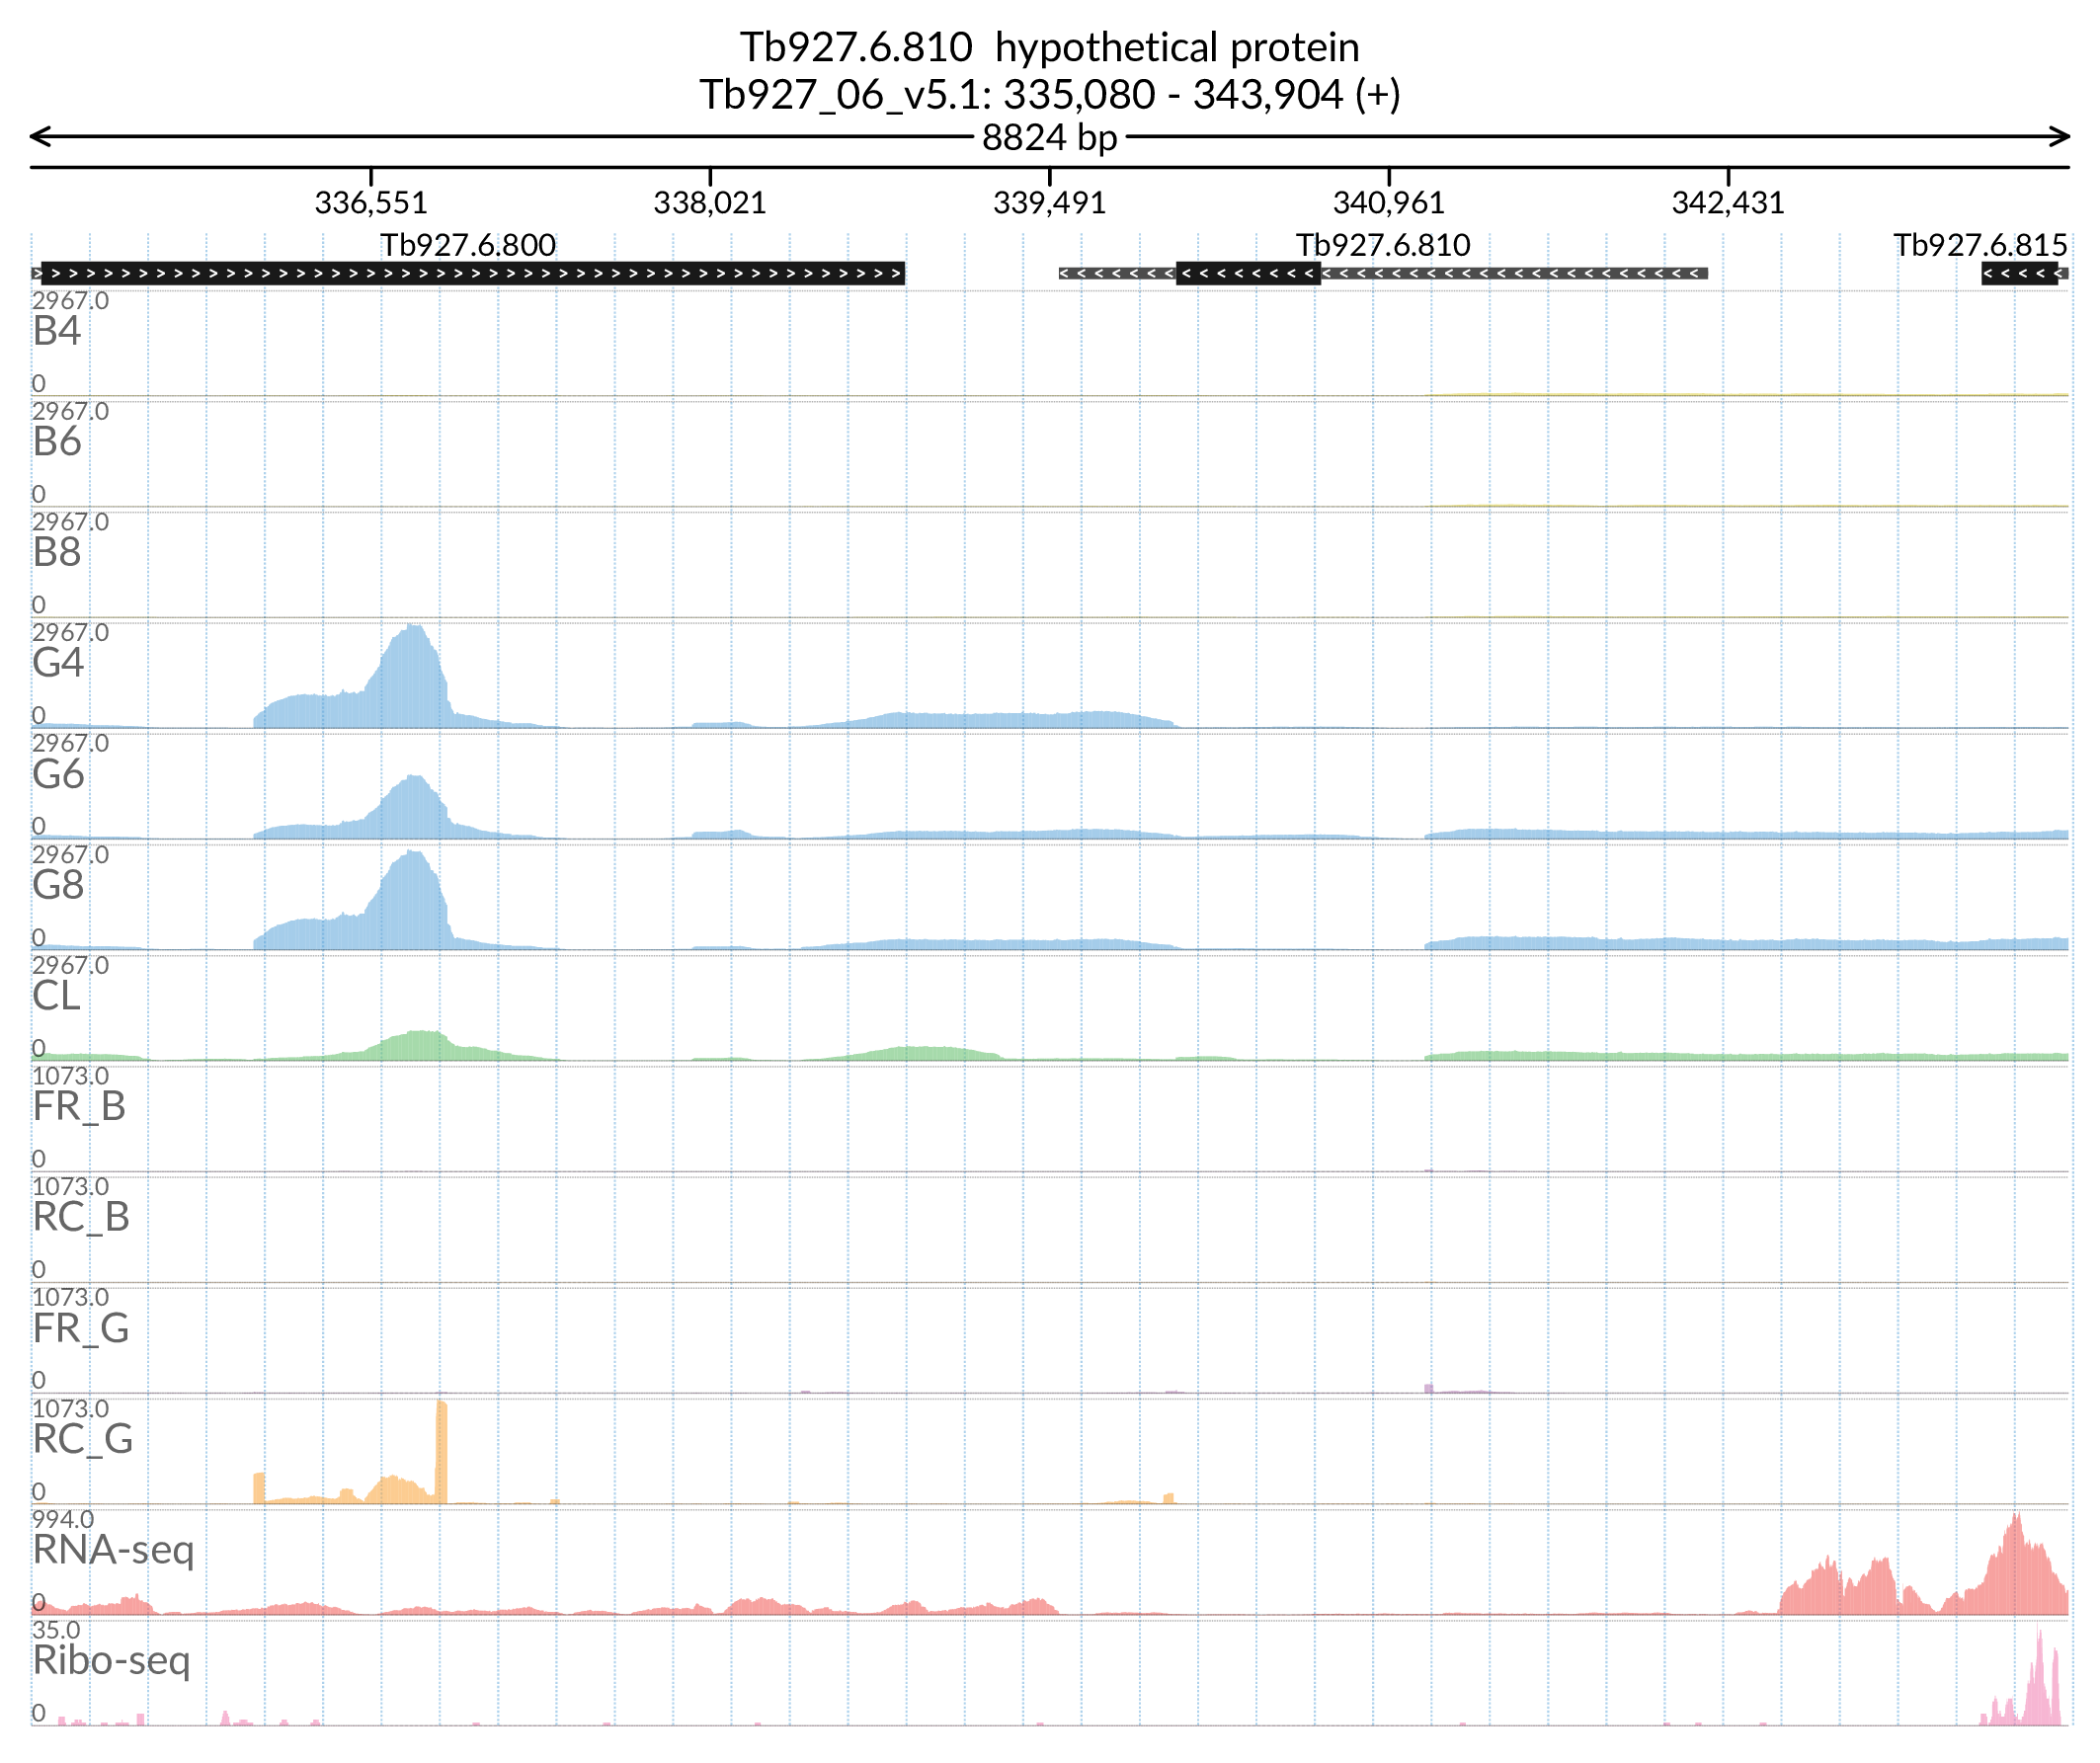 Tb927.6.810 hypothetical protein
Tb927_06_v5.1: 335,080 - 343,904 (+)
8824 bp
336,551 338,021 339,491 340,961 342,431
Tb927.6.800 Tb927.6.810 Tb927.6.815
2967.0
B4
0
2967.0
B6
0
2967.0
B8
0
2967.0
G4
0
2967.0
G6
0
2967.0
G8
0
2967.0
CL
0
1073.0
FR_B
0
1073.0
RC_B
0
1073.0
FR_G
0
1073.0
RC_G
0
994.0
RNA-seq
0
35.0
Ribo-seq
0